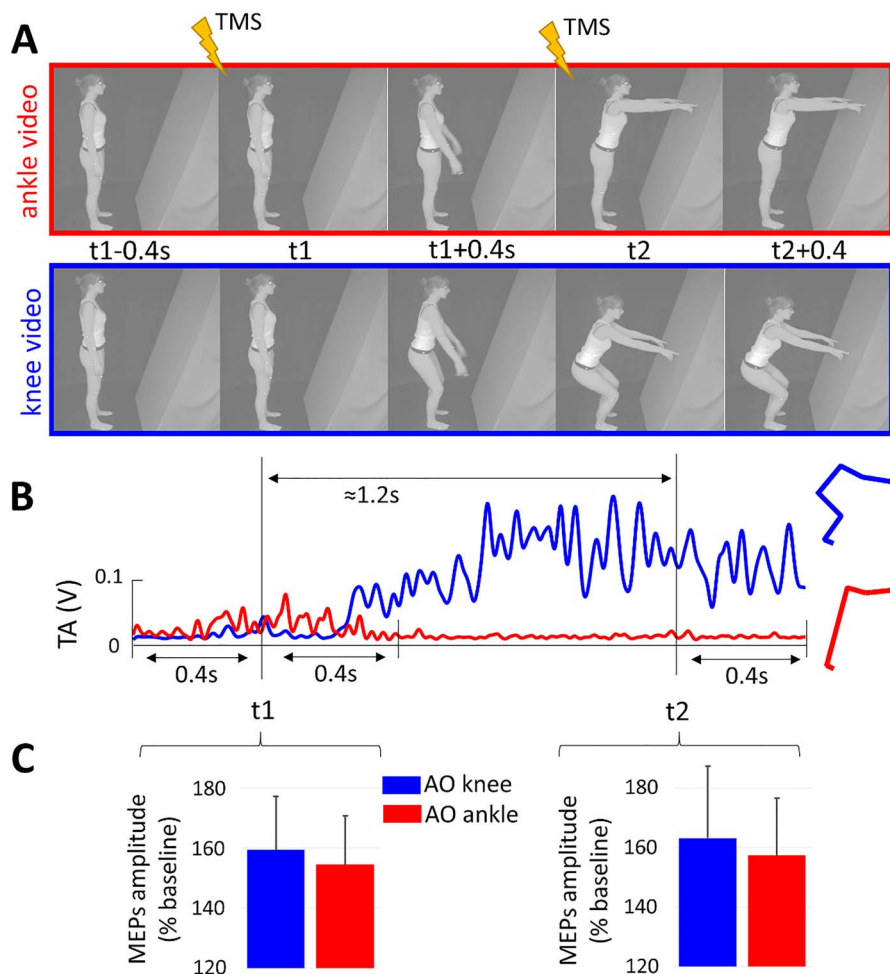 A
TMS
TMS
ankle video
t1-0.4s
t1
t1+0.4s
t2
t2+0.4
knee video
B
≈1.2s
TA (V)
0.1
0
0.4s
0.4s
0.4s
t1
t2
C
MEPs amplitude
(% baseline)
180
160
140
120
AO knee
AO ankle
MEPs amplitude
(% baseline)
180
160
140
120